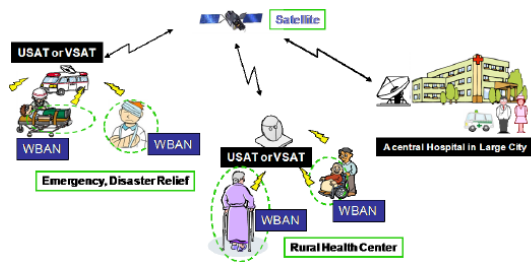 Satellite
USAT or VSAT
WBAN
WBAN
Emergency, Disaster Relief
USAT or VSAT
WBAN
WBAN
Rural Health Center
A central Hospital in Large City